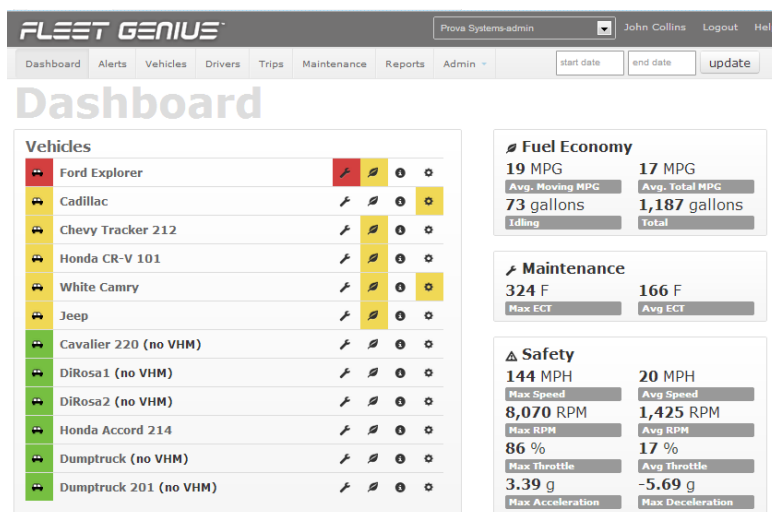 FLEET GENIUS
Prova Systems-admin
John Collins Logout Hel
Dashboard Alerts Vehicles Drivers Trips Maintenance Reports Admin
start date end date update
Dashboard
Vehicles
Ford Explorer
Cadillac
Chevy Tracker 212
Honda CR-V 101
White Camry
Jeep
Cavalier 220 (no VHM)
DiRosa1 (no VHM)
DiRosa2 (no VHM)
Honda Accord 214
Dumptruck (no VHM)
Dumptruck 201 (no VHM)
Fuel Economy
19 MPG 17 MPG
Avg. Moving MPG Avg. Total MPG
73 gallons 1,187 gallons
Idling Total
Maintenance
324 F 166 F
Max ECT Avg ECT
Safety
144 MPH 20 MPH
Max Speed Avg Speed
8,070 RPM 1,425 RPM
Max RPM Avg RPM
86 % 17 %
Max Throttle Avg Throttle
3.39 g -5.69 g
Max Acceleration Max Deceleration